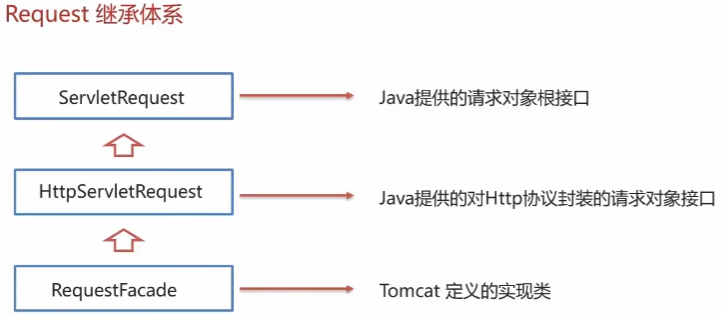 Request 继承体系
ServletRequest
Java提供的请求对象根接口
HttpServletRequest
Java提供的对Http协议封装的请求对象接口
RequestFacade
Tomcat 定义的实现类